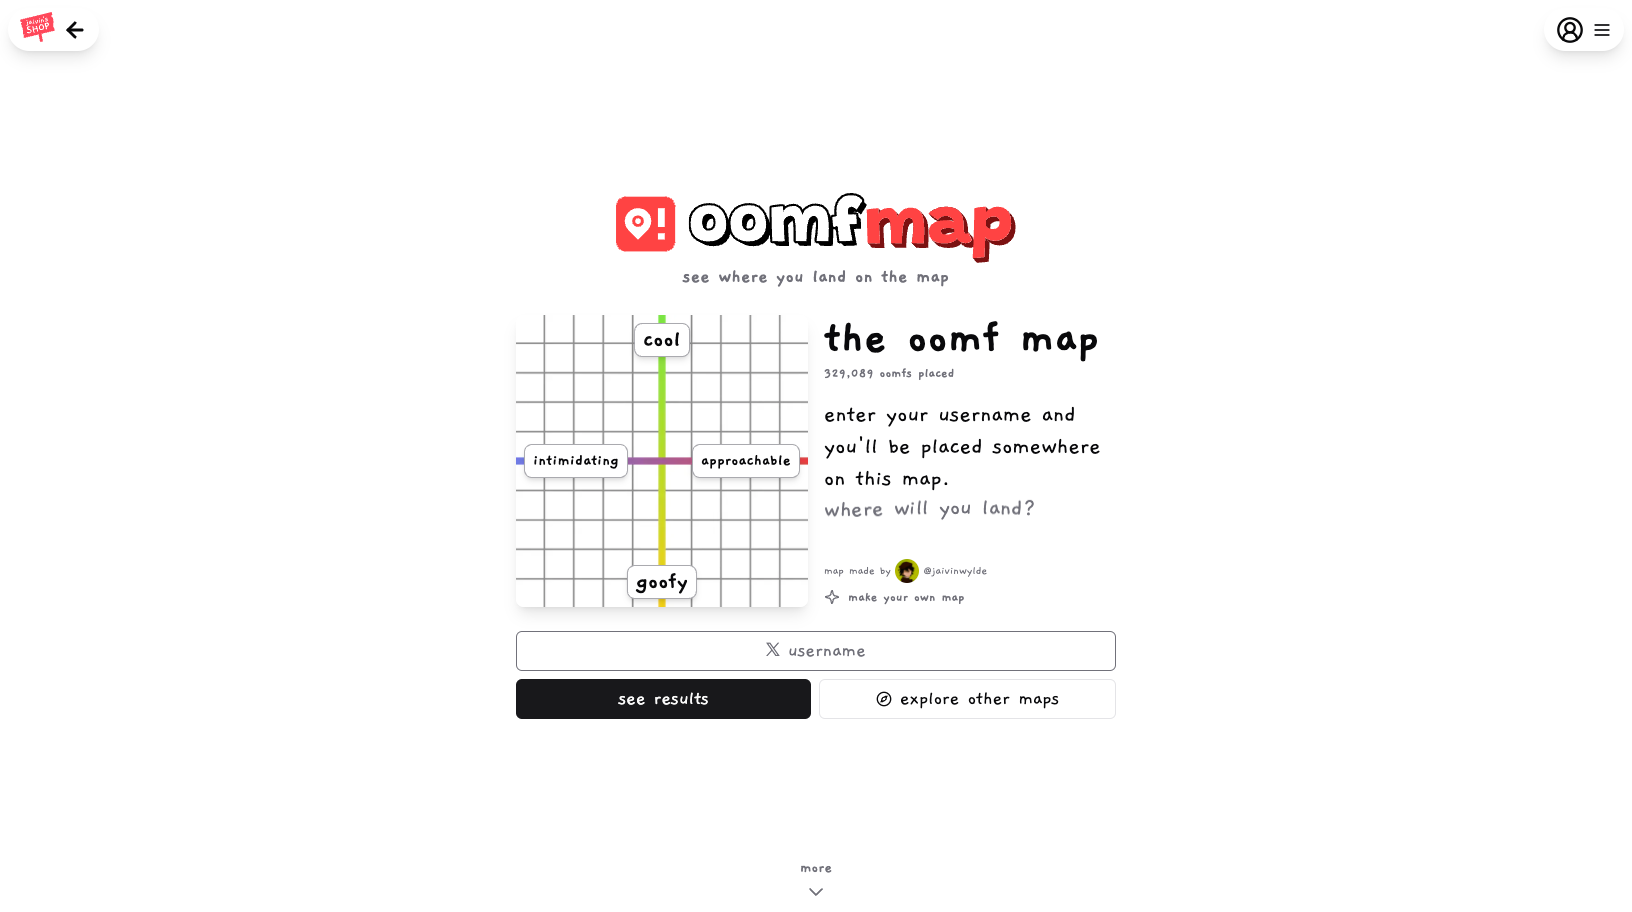 jaivin's
SHOP
oomfmap
see where you land on the map
cool
intimidating
approachable
goofy
the oomf map
329,089 oomfs placed
enter your username and
you'll be placed somewhere
on this map.
where will you land?
map made by @jaivinwylde
make your own map
username
see results
explore other maps
more